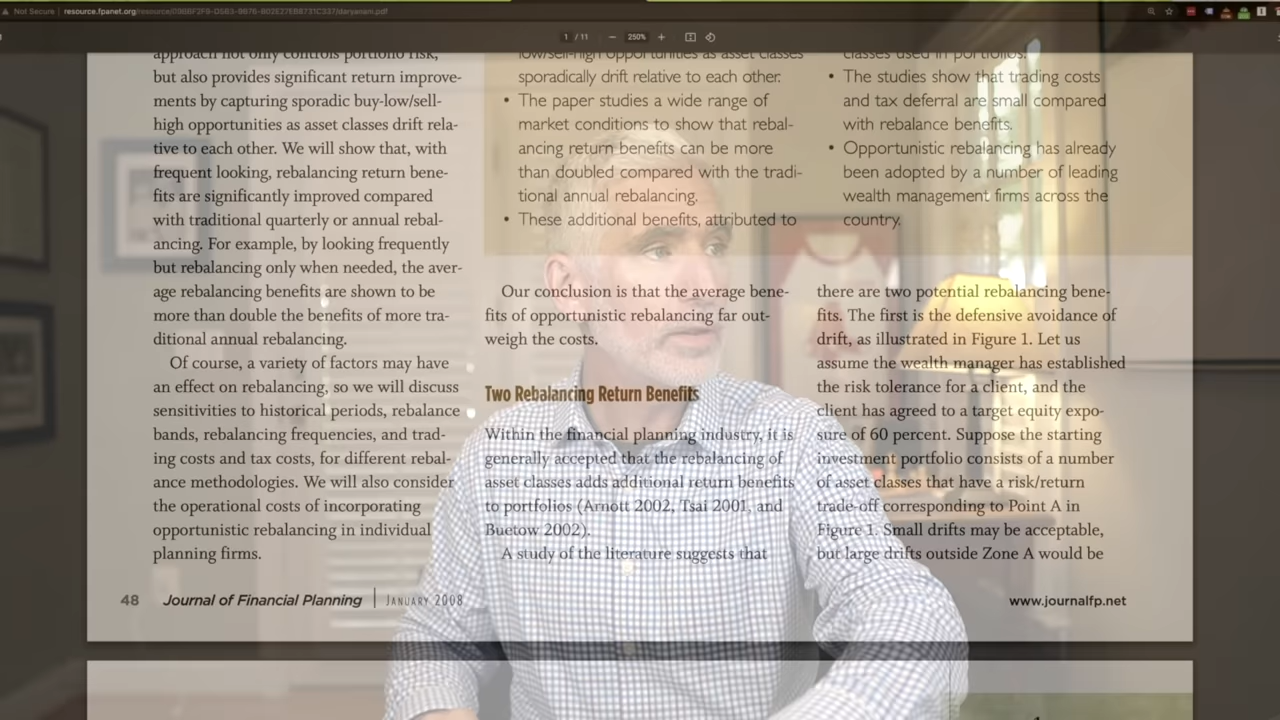 Not Secure | resource.fpanet.org/resource/09BBF2F9-D5B3-9B76-B02E27EBB731C337/daryanani.pdf
1 / 11 − 250% +
approach not only controls portfolio risk,
but also provides significant return improve-
ments by capturing sporadic buy-low/sell-
high opportunities as asset classes drift rela-
tive to each other. We will show that, with
frequent looking, rebalancing return bene-
fits are significantly improved compared
with traditional quarterly or annual rebal-
ancing. For example, by looking frequently
but rebalancing only when needed, the aver-
age rebalancing benefits are shown to be
more than double the benefits of more tra-
ditional annual rebalancing.
Of course, a variety of factors may have
an effect on rebalancing, so we will discuss
sensitivities to historical periods, rebalance
bands, rebalancing frequencies, and trad-
ing costs and tax costs, for different rebal-
ance methodologies. We will also consider
the operational costs of incorporating
opportunistic rebalancing in individual
planning firms.
low/sell-high opportunities as asset classes
sporadically drift relative to each other.
• The paper studies a wide range of
market conditions to show that rebal-
ancing return benefits can be more
than doubled compared with the tradi-
tional annual rebalancing.
• These additional benefits, attributed to
classes used in portfolios.
• The studies show that trading costs
and tax deferral are small compared
with rebalance benefits.
• Opportunistic rebalancing has already
been adopted by a number of leading
wealth management firms across the
country.
Our conclusion is that the average bene-
fits of opportunistic rebalancing far out-
weigh the costs.
Two Rebalancing Return Benefits
Within the financial planning industry, it is
generally accepted that the rebalancing of
asset classes adds additional return benefits
to portfolios (Arnott 2002, Tsai 2001, and
Buetow 2002).
A study of the literature suggests that
there are two potential rebalancing bene-
fits. The first is the defensive avoidance of
drift, as illustrated in Figure 1. Let us
assume the wealth manager has established
the risk tolerance for a client, and the
client has agreed to a target equity expo-
sure of 60 percent. Suppose the starting
investment portfolio consists of a number
of asset classes that have a risk/return
trade-off corresponding to Point A in
Figure 1. Small drifts may be acceptable,
but large drifts outside Zone A would be
48 Journal of Financial Planning | JANUARY 2008
www.journalfp.net